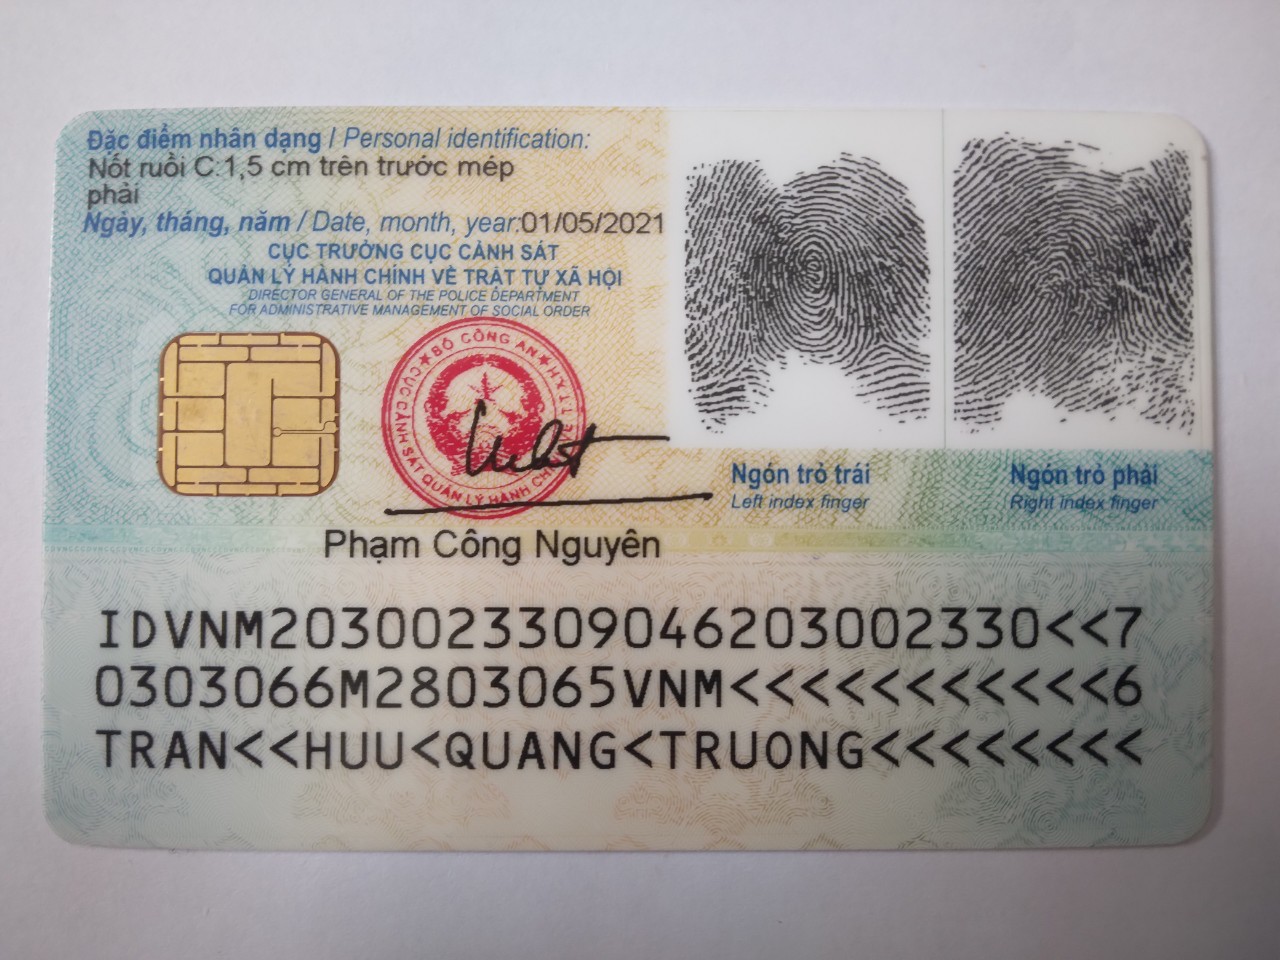 Đặc điểm nhân dạng / Personal identification:
Nốt ruồi C.1,5 cm trên trước mép
phải
Ngày, tháng, năm / Date, month, year:01/05/2021
CỤC TRƯỞNG CỤC CẢNH SÁT
QUẢN LÝ HÀNH CHÍNH VỀ TRẬT TỰ XÃ HỘI
DIRECTOR GENERAL OF THE POLICE DEPARTMENT
FOR ADMINISTRATIVE MANAGEMENT OF SOCIAL ORDER
BỘ CÔNG AN
CỤC CẢNH SÁT QUẢN LÝ HÀNH CH VỀ TTXH
Ngón trỏ trái
Left index finger
Ngón trỏ phải
Right index finger
Phạm Công Nguyên
IDVNM2030023309046203002330<<7
0303066M2803065VNM<<<<<<<<<<<6
TRAN<<HUU<QUANG<TRUONG<<<<<<<<